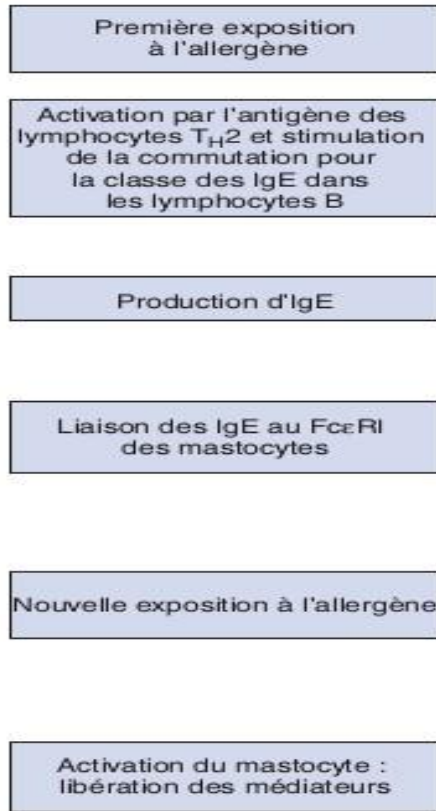 Première exposition
à l'allergène
Activation par l'antigène des
lymphocytes TH2 et stimulation
de la commutation pour
la classe des IgE dans
les lymphocytes B
Production d'IgE
Liaison des IgE au FcεRI
des mastocytes
Nouvelle exposition à l'allergène
Activation du mastocyte :
libération des médiateurs